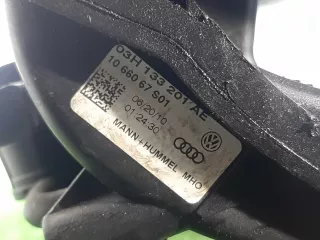 03H 133 201 AE
10 660 67 S01
06/20/10
01 24:30
MANN+HUMMEL MHO